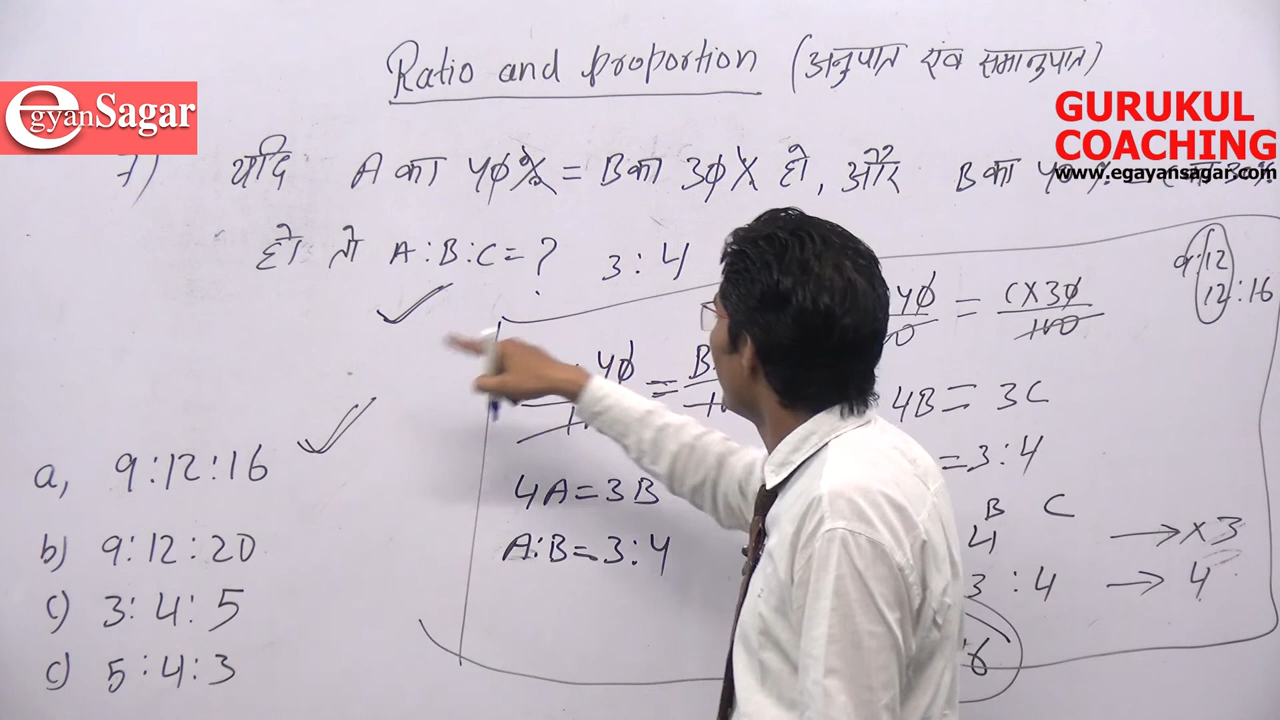 Ratio and proportion (अनुपात एंव समानुपात)
egyanSagar
GURUKUL
COACHING
www.egayansagar.com
7) यदि A का 40% = B का 30% हो, और B का 40%
हो तो A:B:C=? 3:4
9:12
12:16
40 = C×30
100
40 = B
4B = 3C
4A=3B
=3:4
A:B=3:4
B C
4 → ×3
3 : 4 → 4
a, 9:12:16
b) 9:12:20
c) 3:4:5
c) 5:4:3